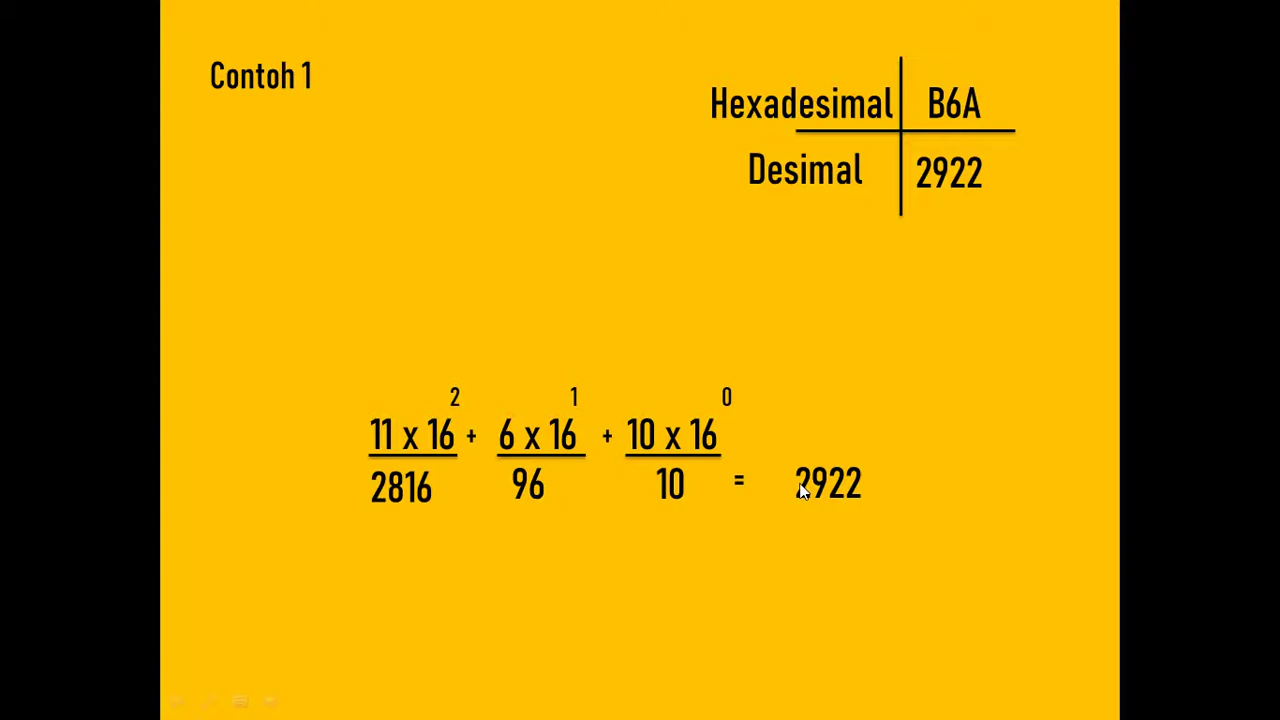 Contoh 1
Hexadesimal B6A
Desimal 2922
2 1 0
11 x 16 + 6 x 16 + 10 x 16
2816 96 10 = 2922